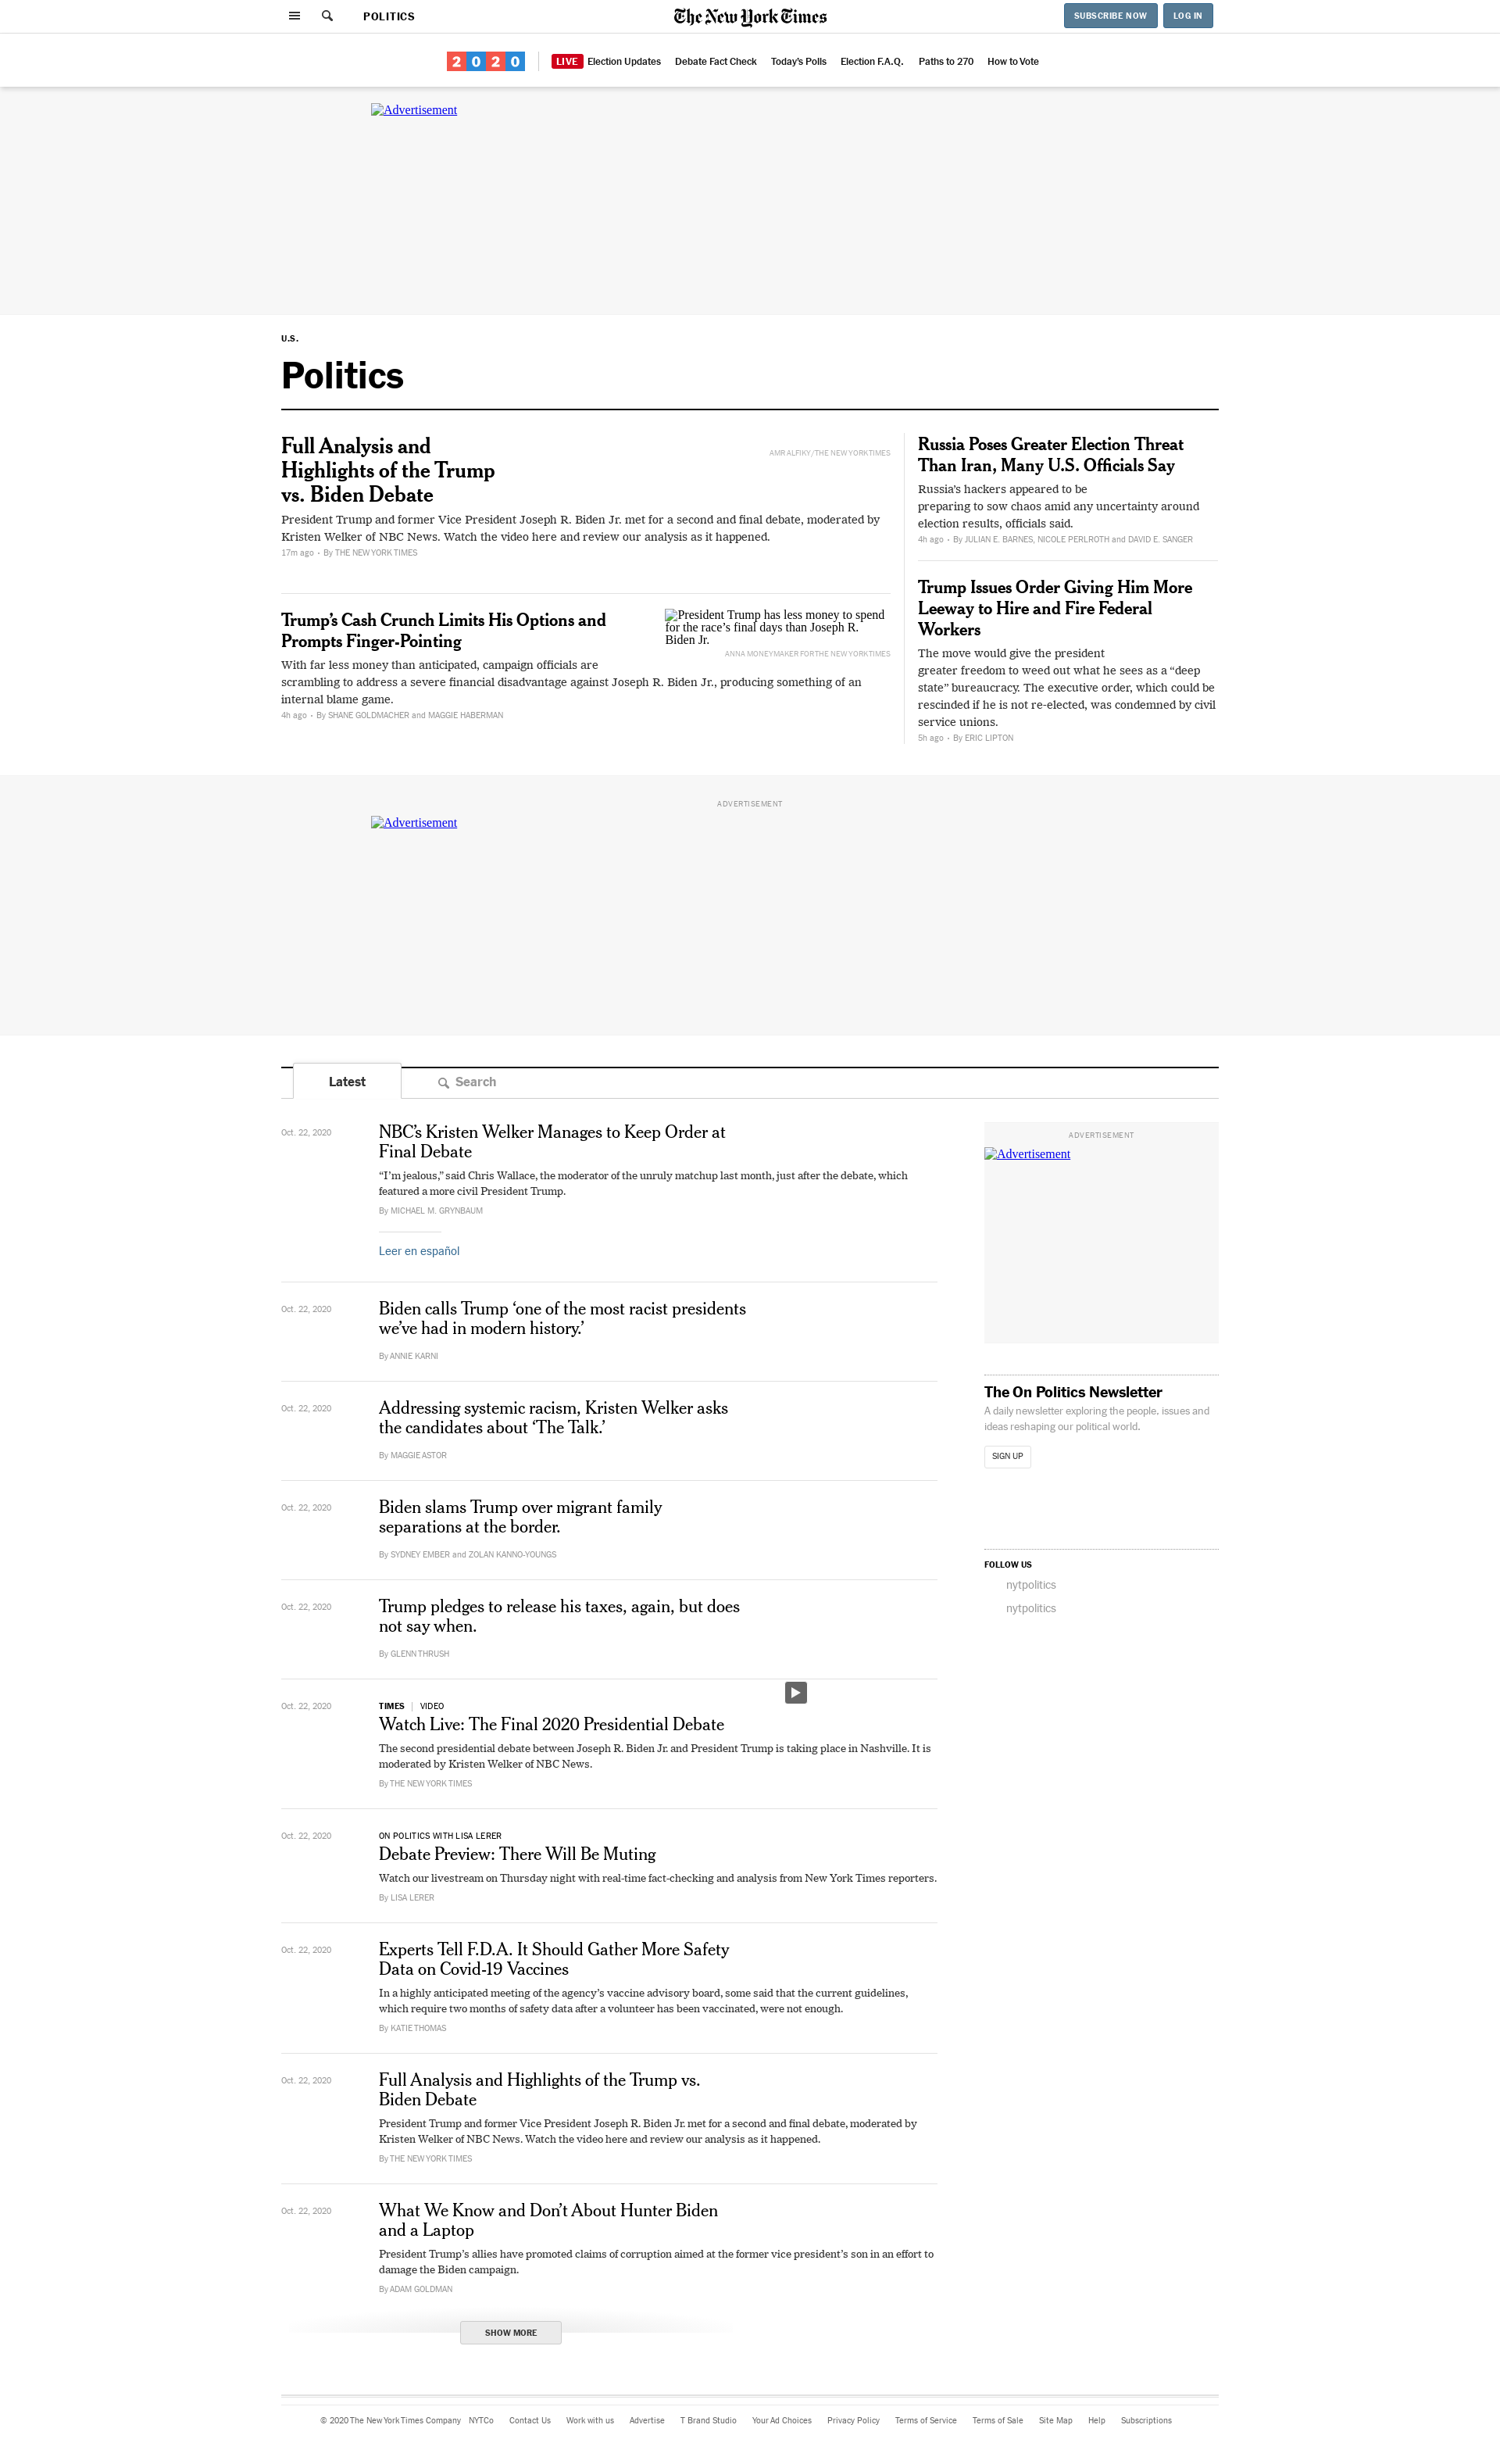 POLITICS
The New York Times
SUBSCRIBE NOW
LOG IN
2020
LIVE Election Updates
Debate Fact Check
Today's Polls
Election F.A.Q.
Paths to 270
How to Vote
Advertisement
U.S.
Politics
Full Analysis and
Highlights of the Trump
vs. Biden Debate
AMR ALFIKY/THE NEW YORK TIMES
President Trump and former Vice President Joseph R. Biden Jr. met for a second and final debate, moderated by
Kristen Welker of NBC News. Watch the video here and review our analysis as it happened.
17m ago • By THE NEW YORK TIMES
Trump’s Cash Crunch Limits His Options and
Prompts Finger-Pointing
President Trump has less money to spend
for the race’s final days than Joseph R.
Biden Jr.
ANNA MONEYMAKER FOR THE NEW YORK TIMES
With far less money than anticipated, campaign officials are
scrambling to address a severe financial disadvantage against Joseph R. Biden Jr., producing something of an
internal blame game.
4h ago • By SHANE GOLDMACHER and MAGGIE HABERMAN
Russia Poses Greater Election Threat
Than Iran, Many U.S. Officials Say
Russia’s hackers appeared to be
preparing to sow chaos amid any uncertainty around
election results, officials said.
4h ago • By JULIAN E. BARNES, NICOLE PERLROTH and DAVID E. SANGER
Trump Issues Order Giving Him More
Leeway to Hire and Fire Federal
Workers
The move would give the president
greater freedom to weed out what he sees as a “deep
state” bureaucracy. The executive order, which could be
rescinded if he is not re-elected, was condemned by civil
service unions.
5h ago • By ERIC LIPTON
ADVERTISEMENT
Advertisement
Latest
Search
Oct. 22, 2020
NBC’s Kristen Welker Manages to Keep Order at
Final Debate
“I’m jealous,” said Chris Wallace, the moderator of the unruly matchup last month, just after the debate, which
featured a more civil President Trump.
By MICHAEL M. GRYNBAUM
Leer en español
Oct. 22, 2020
Biden calls Trump ‘one of the most racist presidents
we’ve had in modern history.’
By ANNIE KARNI
Oct. 22, 2020
Addressing systemic racism, Kristen Welker asks
the candidates about ‘The Talk.’
By MAGGIE ASTOR
Oct. 22, 2020
Biden slams Trump over migrant family
separations at the border.
By SYDNEY EMBER and ZOLAN KANNO-YOUNGS
Oct. 22, 2020
Trump pledges to release his taxes, again, but does
not say when.
By GLENN THRUSH
Oct. 22, 2020
TIMES | VIDEO
Watch Live: The Final 2020 Presidential Debate
The second presidential debate between Joseph R. Biden Jr. and President Trump is taking place in Nashville. It is
moderated by Kristen Welker of NBC News.
By THE NEW YORK TIMES
Oct. 22, 2020
ON POLITICS WITH LISA LERER
Debate Preview: There Will Be Muting
Watch our livestream on Thursday night with real-time fact-checking and analysis from New York Times reporters.
By LISA LERER
Oct. 22, 2020
Experts Tell F.D.A. It Should Gather More Safety
Data on Covid-19 Vaccines
In a highly anticipated meeting of the agency’s vaccine advisory board, some said that the current guidelines,
which require two months of safety data after a volunteer has been vaccinated, were not enough.
By KATIE THOMAS
Oct. 22, 2020
Full Analysis and Highlights of the Trump vs.
Biden Debate
President Trump and former Vice President Joseph R. Biden Jr. met for a second and final debate, moderated by
Kristen Welker of NBC News. Watch the video here and review our analysis as it happened.
By THE NEW YORK TIMES
Oct. 22, 2020
What We Know and Don’t About Hunter Biden
and a Laptop
President Trump’s allies have promoted claims of corruption aimed at the former vice president’s son in an effort to
damage the Biden campaign.
By ADAM GOLDMAN
SHOW MORE
ADVERTISEMENT
Advertisement
The On Politics Newsletter
A daily newsletter exploring the people, issues and
ideas reshaping our political world.
SIGN UP
FOLLOW US
nytpolitics
nytpolitics
© 2020 The New York Times Company NYTCo Contact Us Work with us Advertise T Brand Studio Your Ad Choices Privacy Policy Terms of Service Terms of Sale Site Map Help Subscriptions